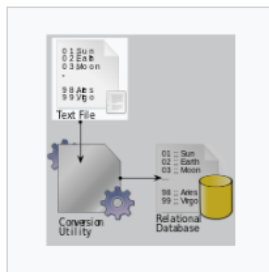 01 Sun
02 Earth
03 Moon
.
98 Aries
99 Virgo
Text File
01 :: Sun
02 :: Earth
03 :: Moon
...
98 :: Aries
99 :: Virgo
Conversion
Utility
Relational
Database